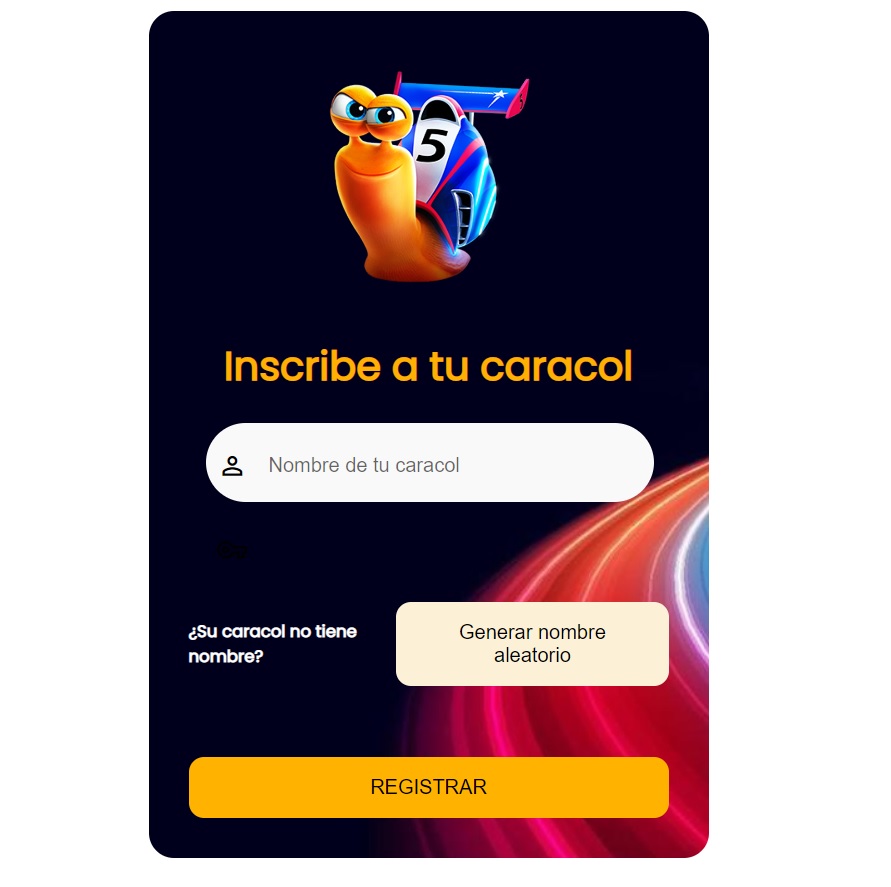 5
Inscribe a tu caracol
Nombre de tu caracol
¿Su caracol no tiene
nombre?
Generar nombre
aleatorio
REGISTRAR